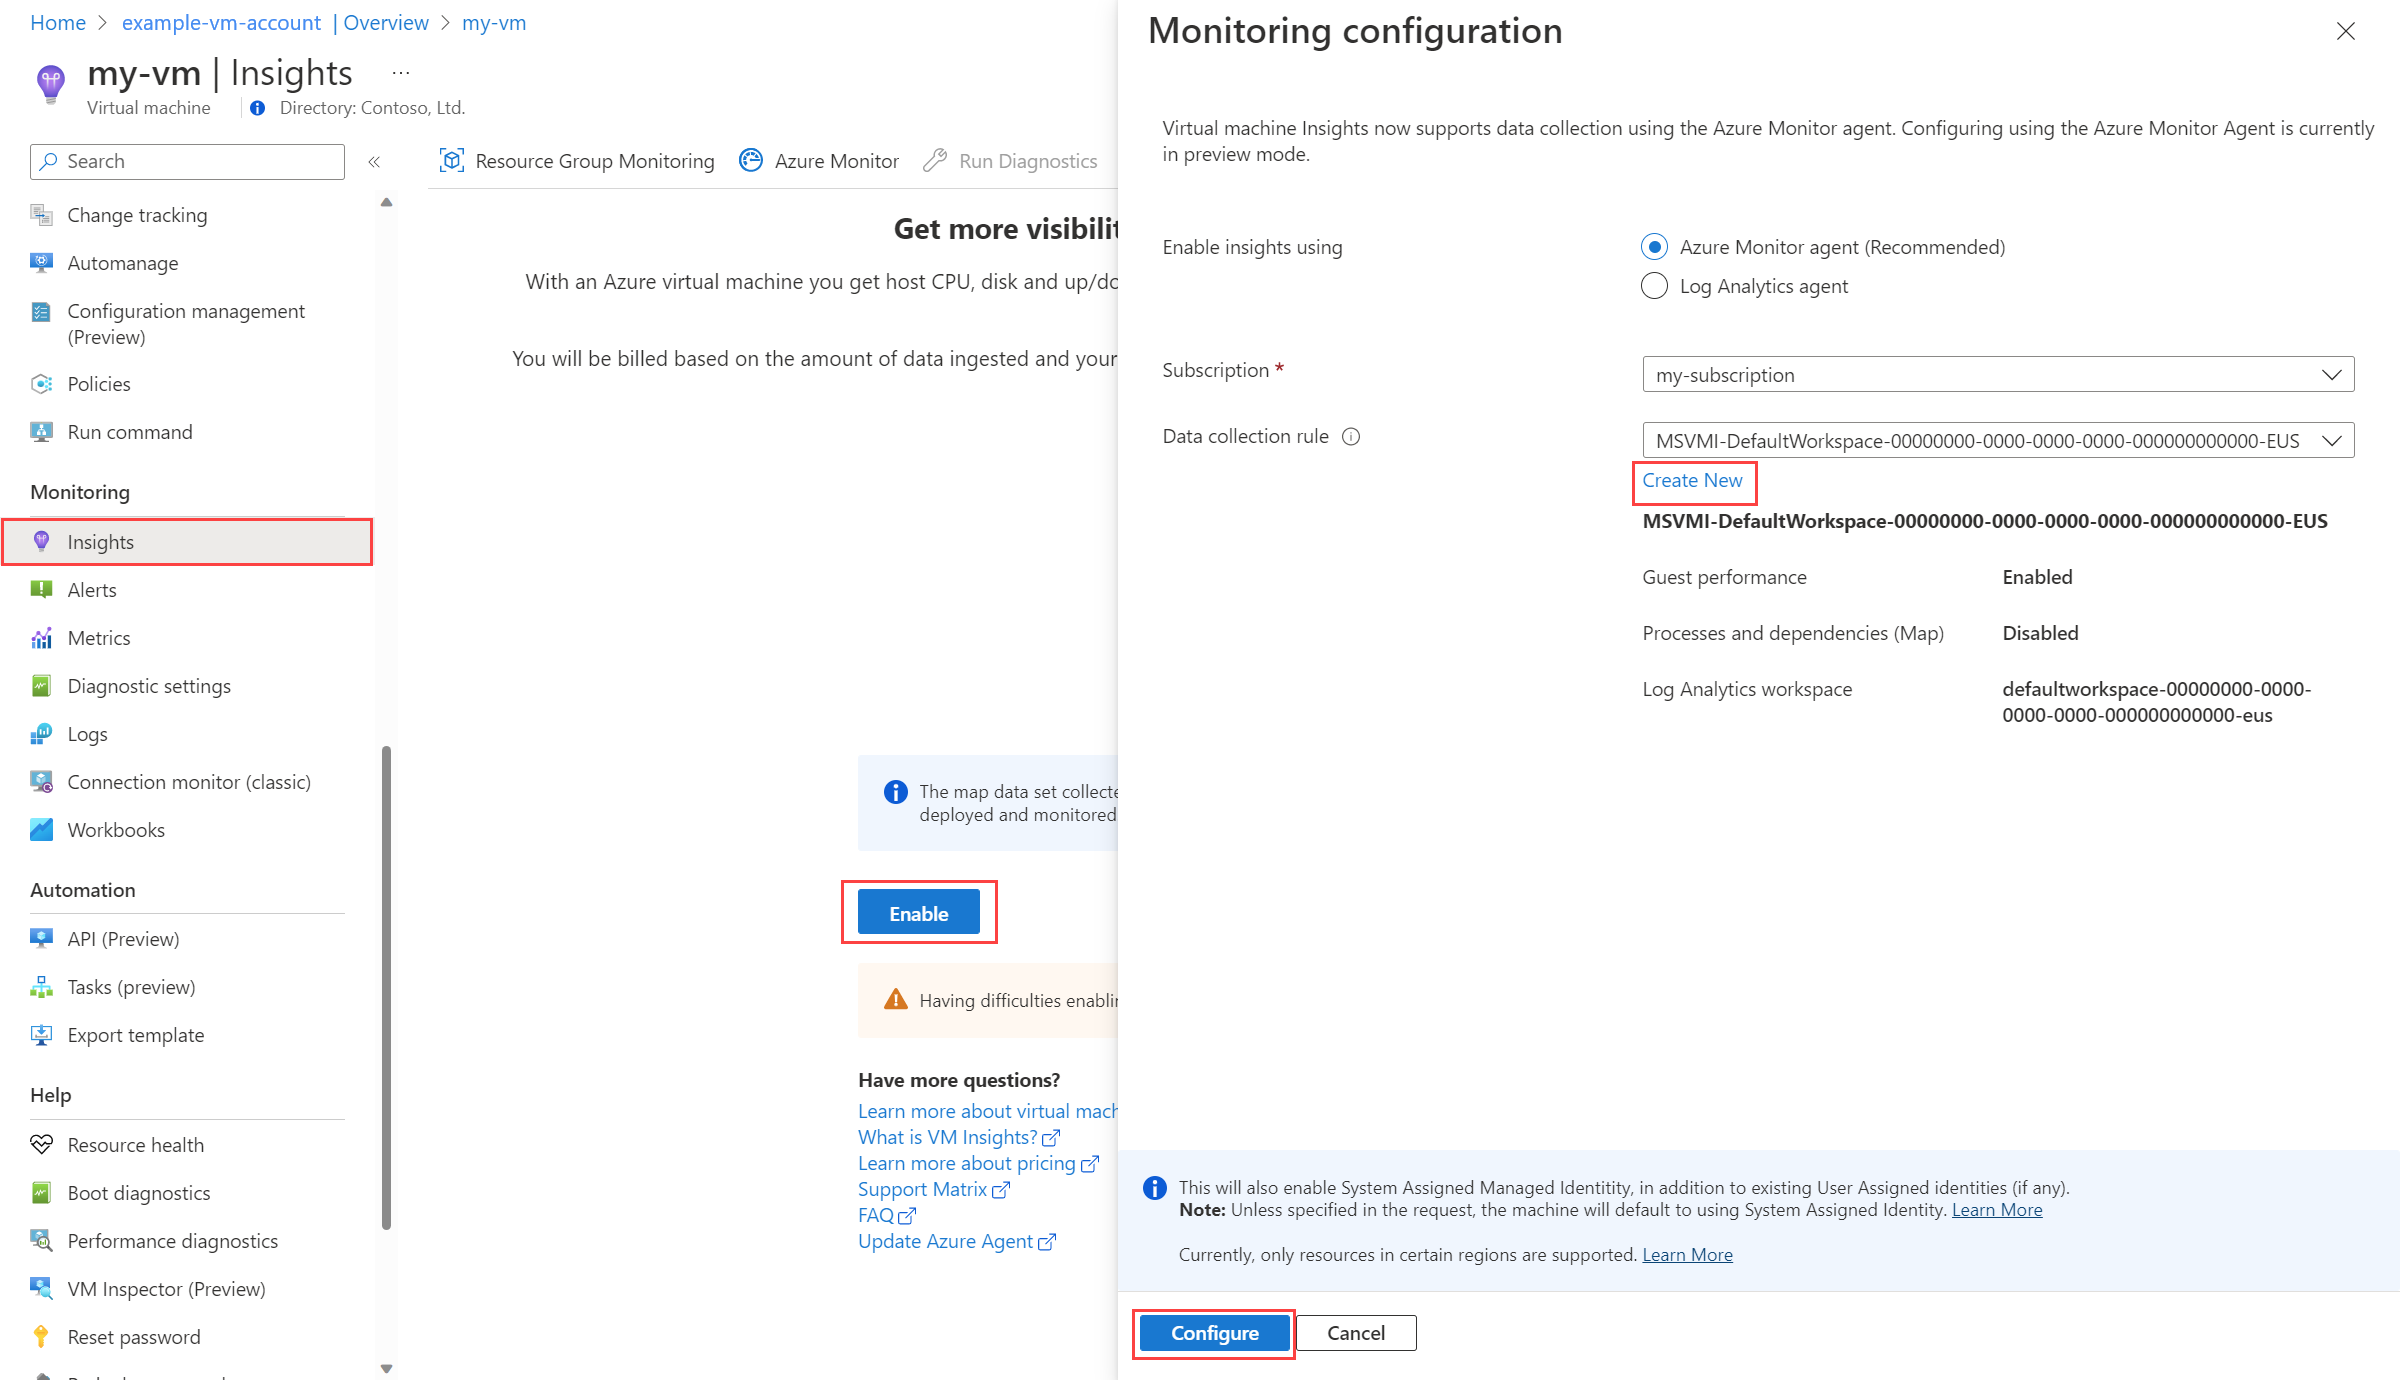 Home > example-vm-account | Overview > my-vm
my-vm | Insights ...
Virtual machine
Directory: Contoso, Ltd.
Search
«
Change tracking
Automanage
Configuration management
(Preview)
Policies
Run command
Monitoring
Insights
Alerts
Metrics
Diagnostic settings
Logs
Connection monitor (classic)
Workbooks
Automation
API (Preview)
Tasks (preview)
Export template
Help
Resource health
Boot diagnostics
Performance diagnostics
VM Inspector (Preview)
Reset password
Resource Group Monitoring
Azure Monitor
Run Diagnostics
Get more visibilit
With an Azure virtual machine you get host CPU, disk and up/do
You will be billed based on the amount of data ingested and your
The map data set collecte
deployed and monitored
Enable
Having difficulties enablin
Have more questions?
Learn more about virtual mach
What is VM Insights?
Learn more about pricing
Support Matrix
FAQ
Update Azure Agent
Monitoring configuration
Virtual machine Insights now supports data collection using the Azure Monitor agent. Configuring using the Azure Monitor Agent is currently
in preview mode.
Enable insights using
Azure Monitor agent (Recommended)
Log Analytics agent
Subscription *
my-subscription
Data collection rule
MSVMI-DefaultWorkspace-00000000-0000-0000-0000-000000000000-EUS
Create New
MSVMI-DefaultWorkspace-00000000-0000-0000-0000-000000000000-EUS
Guest performance Enabled
Processes and dependencies (Map) Disabled
Log Analytics workspace defaultworkspace-00000000-0000-
0000-0000-000000000000-eus
This will also enable System Assigned Managed Identitity, in addition to existing User Assigned identities (if any).
Note: Unless specified in the request, the machine will default to using System Assigned Identity. Learn More
Currently, only resources in certain regions are supported. Learn More
Configure
Cancel